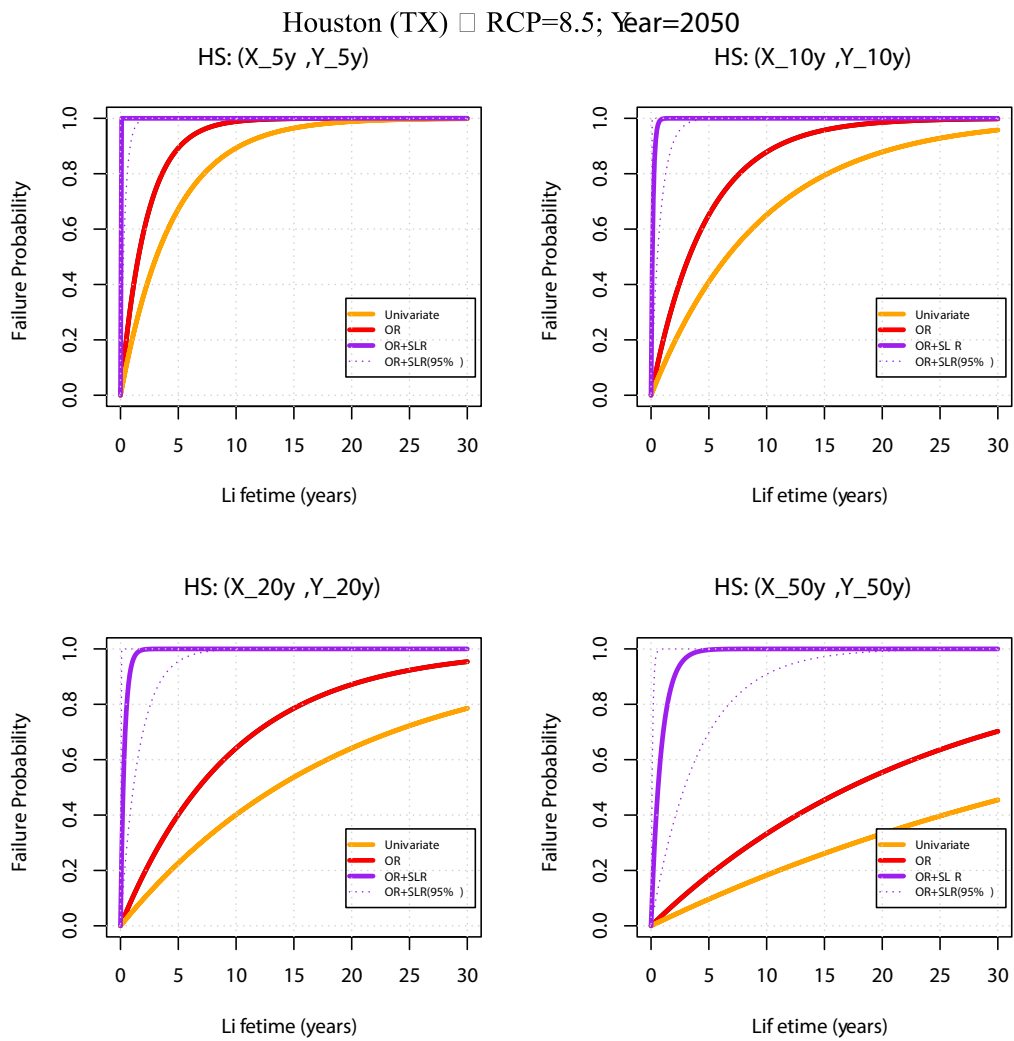 Houston (TX) □ RCP=8.5; Year=2050
HS: (X_5y ,Y_5y)
Failure Probability
1.0
0.8
0.6
0.4
0.2
0.0
Univariate
OR
OR+SLR
OR+SLR(95% )
0 5 10 15 20 25 30
Li fetime (years)
HS: (X_10y ,Y_10y)
Failure Probability
1.0
0.8
0.6
0.4
0.2
0.0
Univariate
OR
OR+SL R
OR+SLR(95% )
0 5 10 15 20 25 30
Lif etime (years)
HS: (X_20y ,Y_20y)
Failure Probability
1.0
0.8
0.6
0.4
0.2
0.0
Univariate
OR
OR+SLR
OR+SLR(95% )
0 5 10 15 20 25 30
Li fetime (years)
HS: (X_50y ,Y_50y)
Failure Probability
1.0
0.8
0.6
0.4
0.2
0.0
Univariate
OR
OR+SL R
OR+SLR(95% )
0 5 10 15 20 25 30
Lif etime (years)